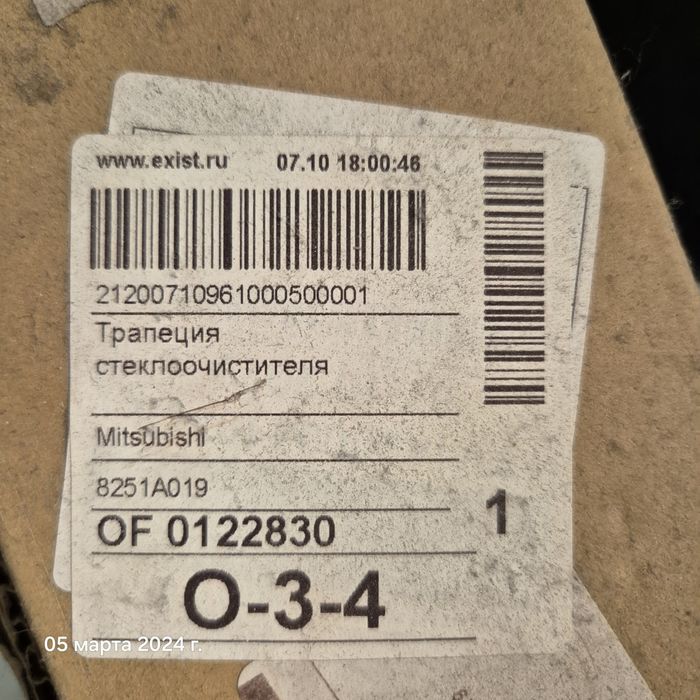 www.exist.ru 07.10 18:00:46
21200710961000500001
Трапеция
стеклоочистителя
Mitsubishi
8251A019
OF 0122830
1
O-3-4
05 марта 2024 г.